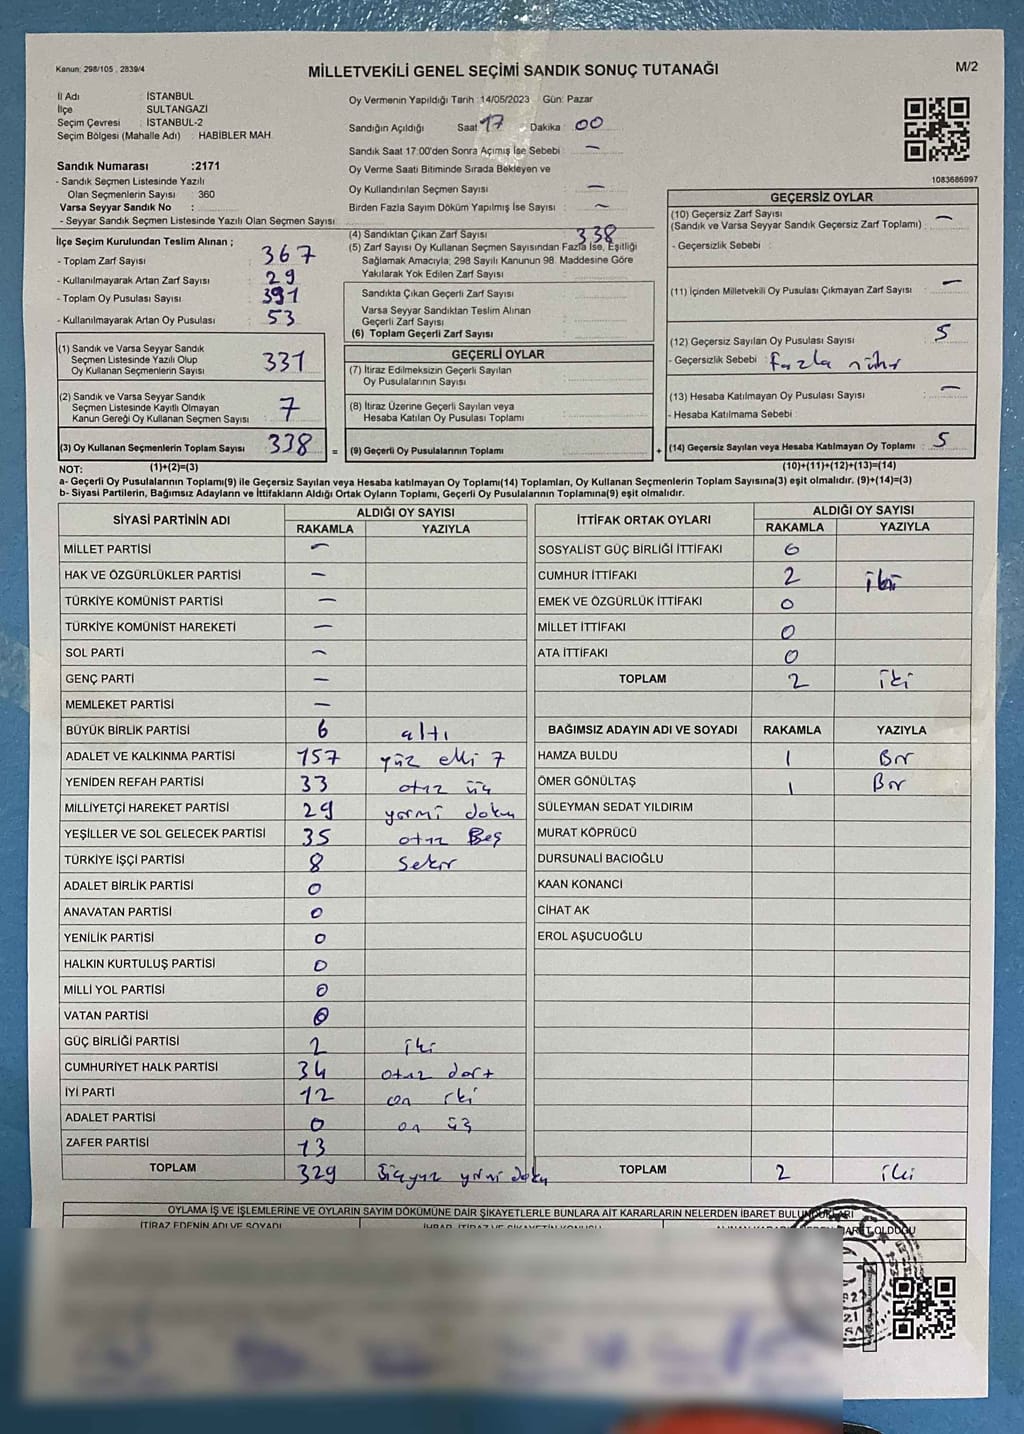 Kanun: 298/105 , 2839/4
MİLLETVEKİLİ GENEL SEÇİMİ SANDIK SONUÇ TUTANAĞI
M/2
İl Adı : İSTANBUL
İlçe : SULTANGAZİ
Seçim Çevresi : İSTANBUL-2
Seçim Bölgesi (Mahalle Adı) : HABİBLER MAH.
Sandık Numarası :2171
- Sandık Seçmen Listesinde Yazılı
Olan Seçmenlerin Sayısı : 360
Varsa Seyyar Sandık No :
- Seyyar Sandık Seçmen Listesinde Yazılı Olan Seçmen Sayısı:
Oy Vermenin Yapıldığı Tarih :14/05/2023 Gün: Pazar
Sandığın Açıldığı Saat 17 Dakika : 00
Sandık Saat 17:00'den Sonra Açımış İse Sebebi : —
Oy Verme Saati Bitiminde Sırada Bekleyen ve
Oy Kullandırılan Seçmen Sayısı : —
Birden Fazla Sayım Döküm Yapılmış İse Sayısı : —
1083686997
İlçe Seçim Kurulundan Teslim Alınan ;
- Toplam Zarf Sayısı : 367
- Kullanılmayarak Artan Zarf Sayısı : 29
- Toplam Oy Pusulası Sayısı : 391
- Kullanılmayarak Artan Oy Pusulası : 53
(1) Sandık ve Varsa Seyyar Sandık
Seçmen Listesinde Yazılı Olup
Oy Kullanan Seçmenlerin Sayısı : 331
(2) Sandık ve Varsa Seyyar Sandık
Seçmen Listesinde Kayıtlı Olmayan
Kanun Gereği Oy Kullanan Seçmen Sayısı : 7
(3) Oy Kullanan Seçmenlerin Toplam Sayısı : 338 =
(4) Sandıktan Çıkan Zarf Sayısı : 338
(5) Zarf Sayısı Oy Kullanan Seçmen Sayısından Fazla İse, Eşitliği
Sağlamak Amacıyla; 298 Sayılı Kanunun 98. Maddesine Göre
Yakılarak Yok Edilen Zarf Sayısı :
Sandıkta Çıkan Geçerli Zarf Sayısı :
Varsa Seyyar Sandıktan Teslim Alınan
Geçerli Zarf Sayısı :
(6) Toplam Geçerli Zarf Sayısı :
GEÇERLİ OYLAR
(7) İtiraz Edilmeksizin Geçerli Sayılan
Oy Pusulalarının Sayısı :
(8) İtiraz Üzerine Geçerli Sayılan veya
Hesaba Katılan Oy Pusulası Toplamı :
(9) Geçerli Oy Pusulalarının Toplamı : +
GEÇERSİZ OYLAR
(10) Geçersiz Zarf Sayısı
(Sandık ve Varsa Seyyar Sandık Geçersiz Zarf Toplamı) : —
- Geçersizlik Sebebi :
(11) İçinden Milletvekili Oy Pusulası Çıkmayan Zarf Sayısı : —
(12) Geçersiz Sayılan Oy Pusulası Sayısı : 5
- Geçersizlik Sebebi : fazla mühür
(13) Hesaba Katılmayan Oy Pusulası Sayısı : —
- Hesaba Katılmama Sebebi :
(14) Geçersiz Sayılan veya Hesaba Katılmayan Oy Toplamı : 5
NOT: (1)+(2)=(3)
(10)+(11)+(12)+(13)=(14)
a- Geçerli Oy Pusulalarının Toplamı(9) ile Geçersiz Sayılan veya Hesaba katılmayan Oy Toplamı(14) Toplamları, Oy Kullanan Seçmenlerin Toplam Sayısına(3) eşit olmalıdır. (9)+(14)=(3)
b- Siyasi Partilerin, Bağımsız Adayların ve İttifakların Aldığı Ortak Oyların Toplamı, Geçerli Oy Pusulalarının Toplamına(9) eşit olmalıdır.
SİYASİ PARTİNİN ADI ALDIĞI OY SAYISI
RAKAMLA YAZIYLA
MİLLET PARTİSİ —
HAK VE ÖZGÜRLÜKLER PARTİSİ —
TÜRKİYE KOMÜNİST PARTİSİ —
TÜRKİYE KOMÜNİST HAREKETİ —
SOL PARTİ —
GENÇ PARTİ —
MEMLEKET PARTİSİ —
BÜYÜK BİRLİK PARTİSİ 6 altı
ADALET VE KALKINMA PARTİSİ 157 yüz elli 7
YENİDEN REFAH PARTİSİ 33 otuz üç
MİLLİYETÇİ HAREKET PARTİSİ 29 yırmi doku
YEŞİLLER VE SOL GELECEK PARTİSİ 35 otuz Beş
TÜRKİYE İŞÇİ PARTİSİ 8 Sekiz
ADALET BİRLİK PARTİSİ 0
ANAVATAN PARTİSİ 0
YENİLİK PARTİSİ 0
HALKIN KURTULUŞ PARTİSİ 0
MİLLİ YOL PARTİSİ 0
VATAN PARTİSİ 0
GÜÇ BİRLİĞİ PARTİSİ 2 iki
CUMHURİYET HALK PARTİSİ 34 otuz dört
İYİ PARTİ 12 on iki
ADALET PARTİSİ 0 on üç
ZAFER PARTİSİ 13
TOPLAM 329 üçyüz yirmi doku
İTTİFAK ORTAK OYLARI ALDIĞI OY SAYISI
RAKAMLA YAZIYLA
SOSYALİST GÜÇ BİRLİĞİ İTTİFAKI 0
CUMHUR İTTİFAKI 2 iki
EMEK VE ÖZGÜRLÜK İTTİFAKI 0
MİLLET İTTİFAKI 0
ATA İTTİFAKI 0
TOPLAM 2 iki
BAĞIMSIZ ADAYIN ADI VE SOYADI RAKAMLA YAZIYLA
HAMZA BULDU 1 Bir
ÖMER GÖNÜLTAŞ 1 Bir
SÜLEYMAN SEDAT YILDIRIM
MURAT KÖPRÜCÜ
DURSUNALİ BACIOĞLU
KAAN KONANCİ
CİHAT AK
EROL AŞUCUOĞLU
TOPLAM 2 iki
OYLAMA İŞ VE İŞLEMLERİNE VE OYLARIN SAYIM DÖKÜMÜNE DAİR ŞİKAYETLERLE BUNLARA AİT KARARLARIN NELERDEN İBARET BULUNDUKLARI
İTİRAZ EDENİN ADI VE SOYADI